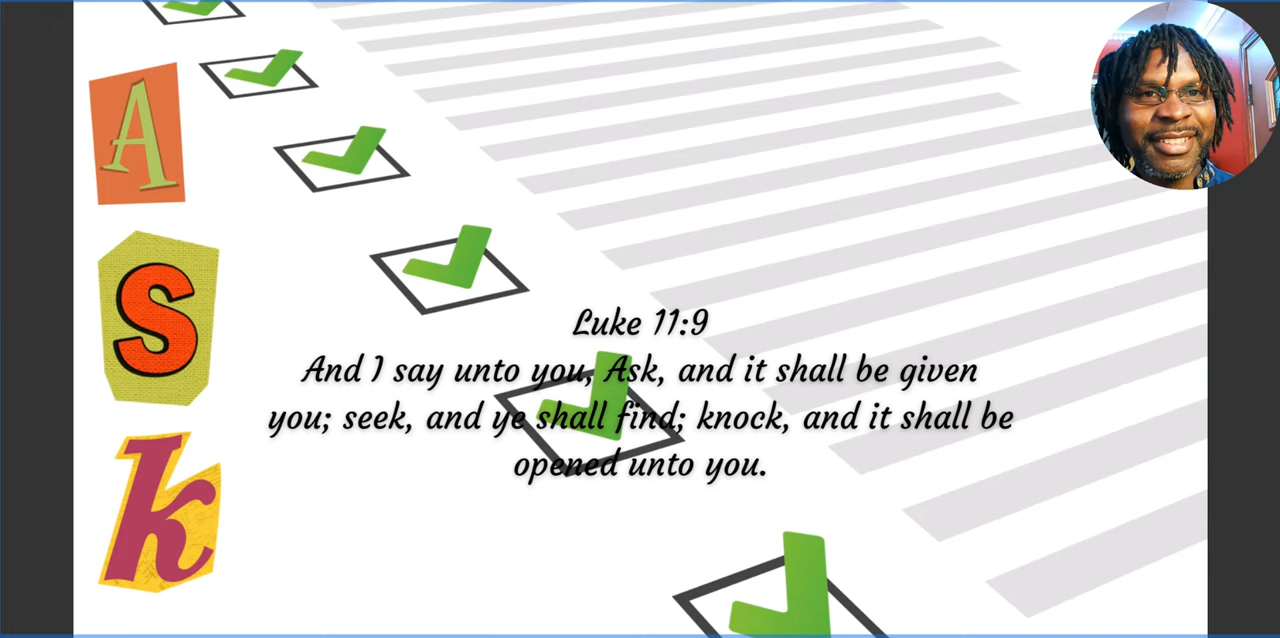 A
S
k
Luke 11:9
And I say unto you, Ask, and it shall be given
you; seek, and ye shall find; knock, and it shall be
opened unto you.